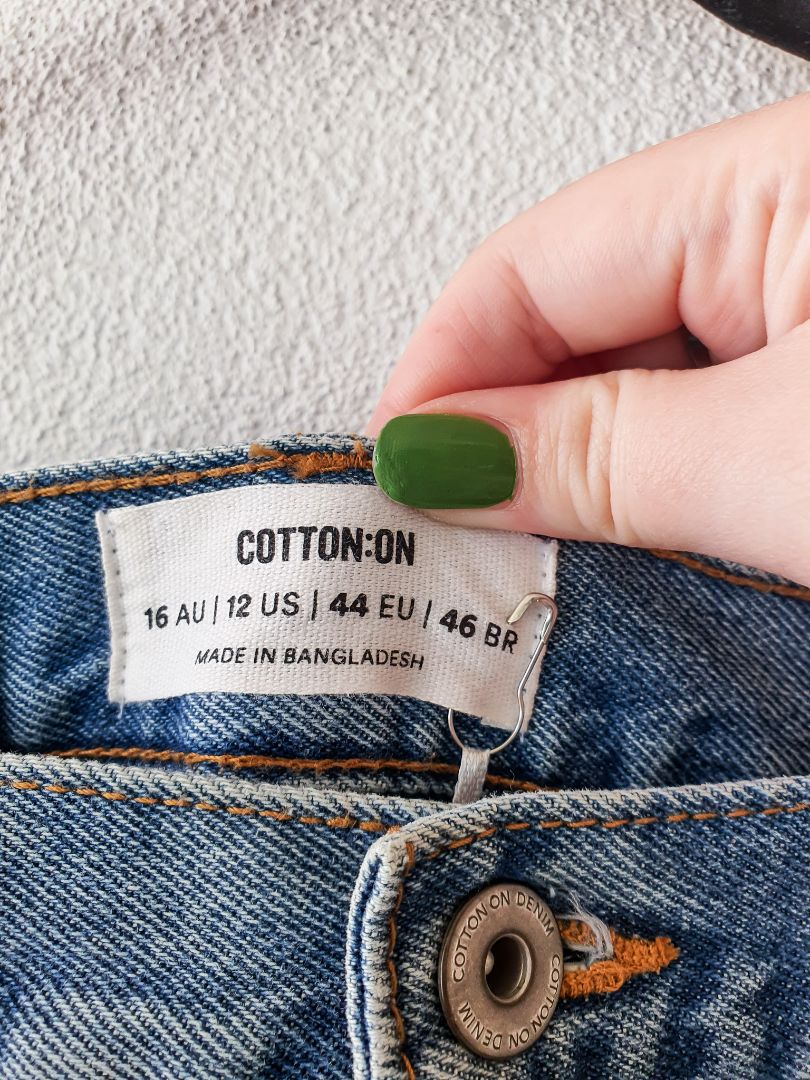 COTTON:ON
16 AU | 12 US | 44 EU | 46 BR
MADE IN BANGLADESH
COTTON ON DENIM COTTON ON DENIM